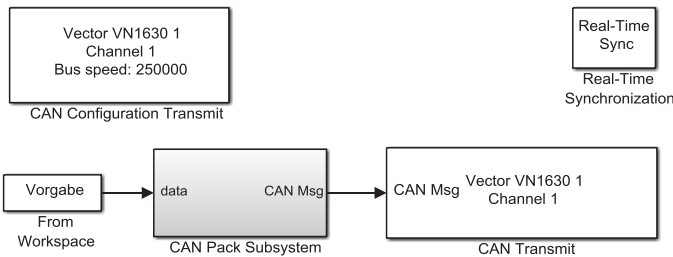 Vector VN1630 1
Channel 1
Bus speed: 250000
CAN Configuration Transmit
Real-Time
Sync
Real-Time
Synchronization
Vorgabe
From
Workspace
data
CAN Msg
CAN Pack Subsystem
CAN Msg
Vector VN1630 1
Channel 1
CAN Transmit